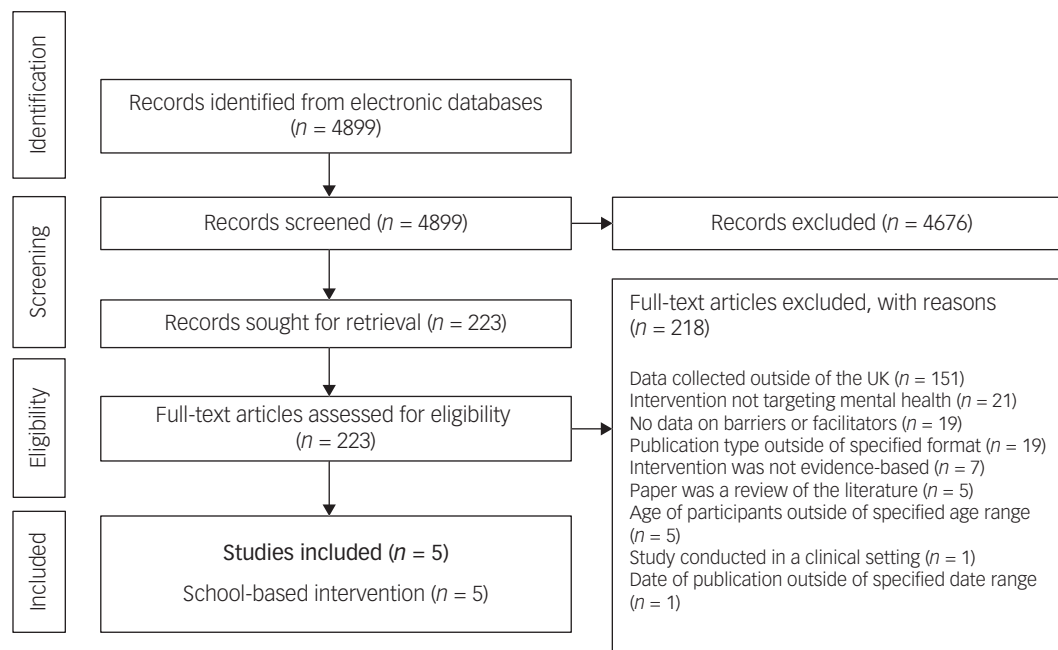 Identification
Records identified from electronic databases
(n = 4899)
Screening
Records screened (n = 4899)
Records excluded (n = 4676)
Records sought for retrieval (n = 223)
Eligibility
Full-text articles assessed for eligibility
(n = 223)
Full-text articles excluded, with reasons
(n = 218)
Data collected outside of the UK (n = 151)
Intervention not targeting mental health (n = 21)
No data on barriers or facilitators (n = 19)
Publication type outside of specified format (n = 19)
Intervention was not evidence-based (n = 7)
Paper was a review of the literature (n = 5)
Age of participants outside of specified age range
(n = 5)
Study conducted in a clinical setting (n = 1)
Date of publication outside of specified date range
(n = 1)
Included
Studies included (n = 5)
School-based intervention (n = 5)